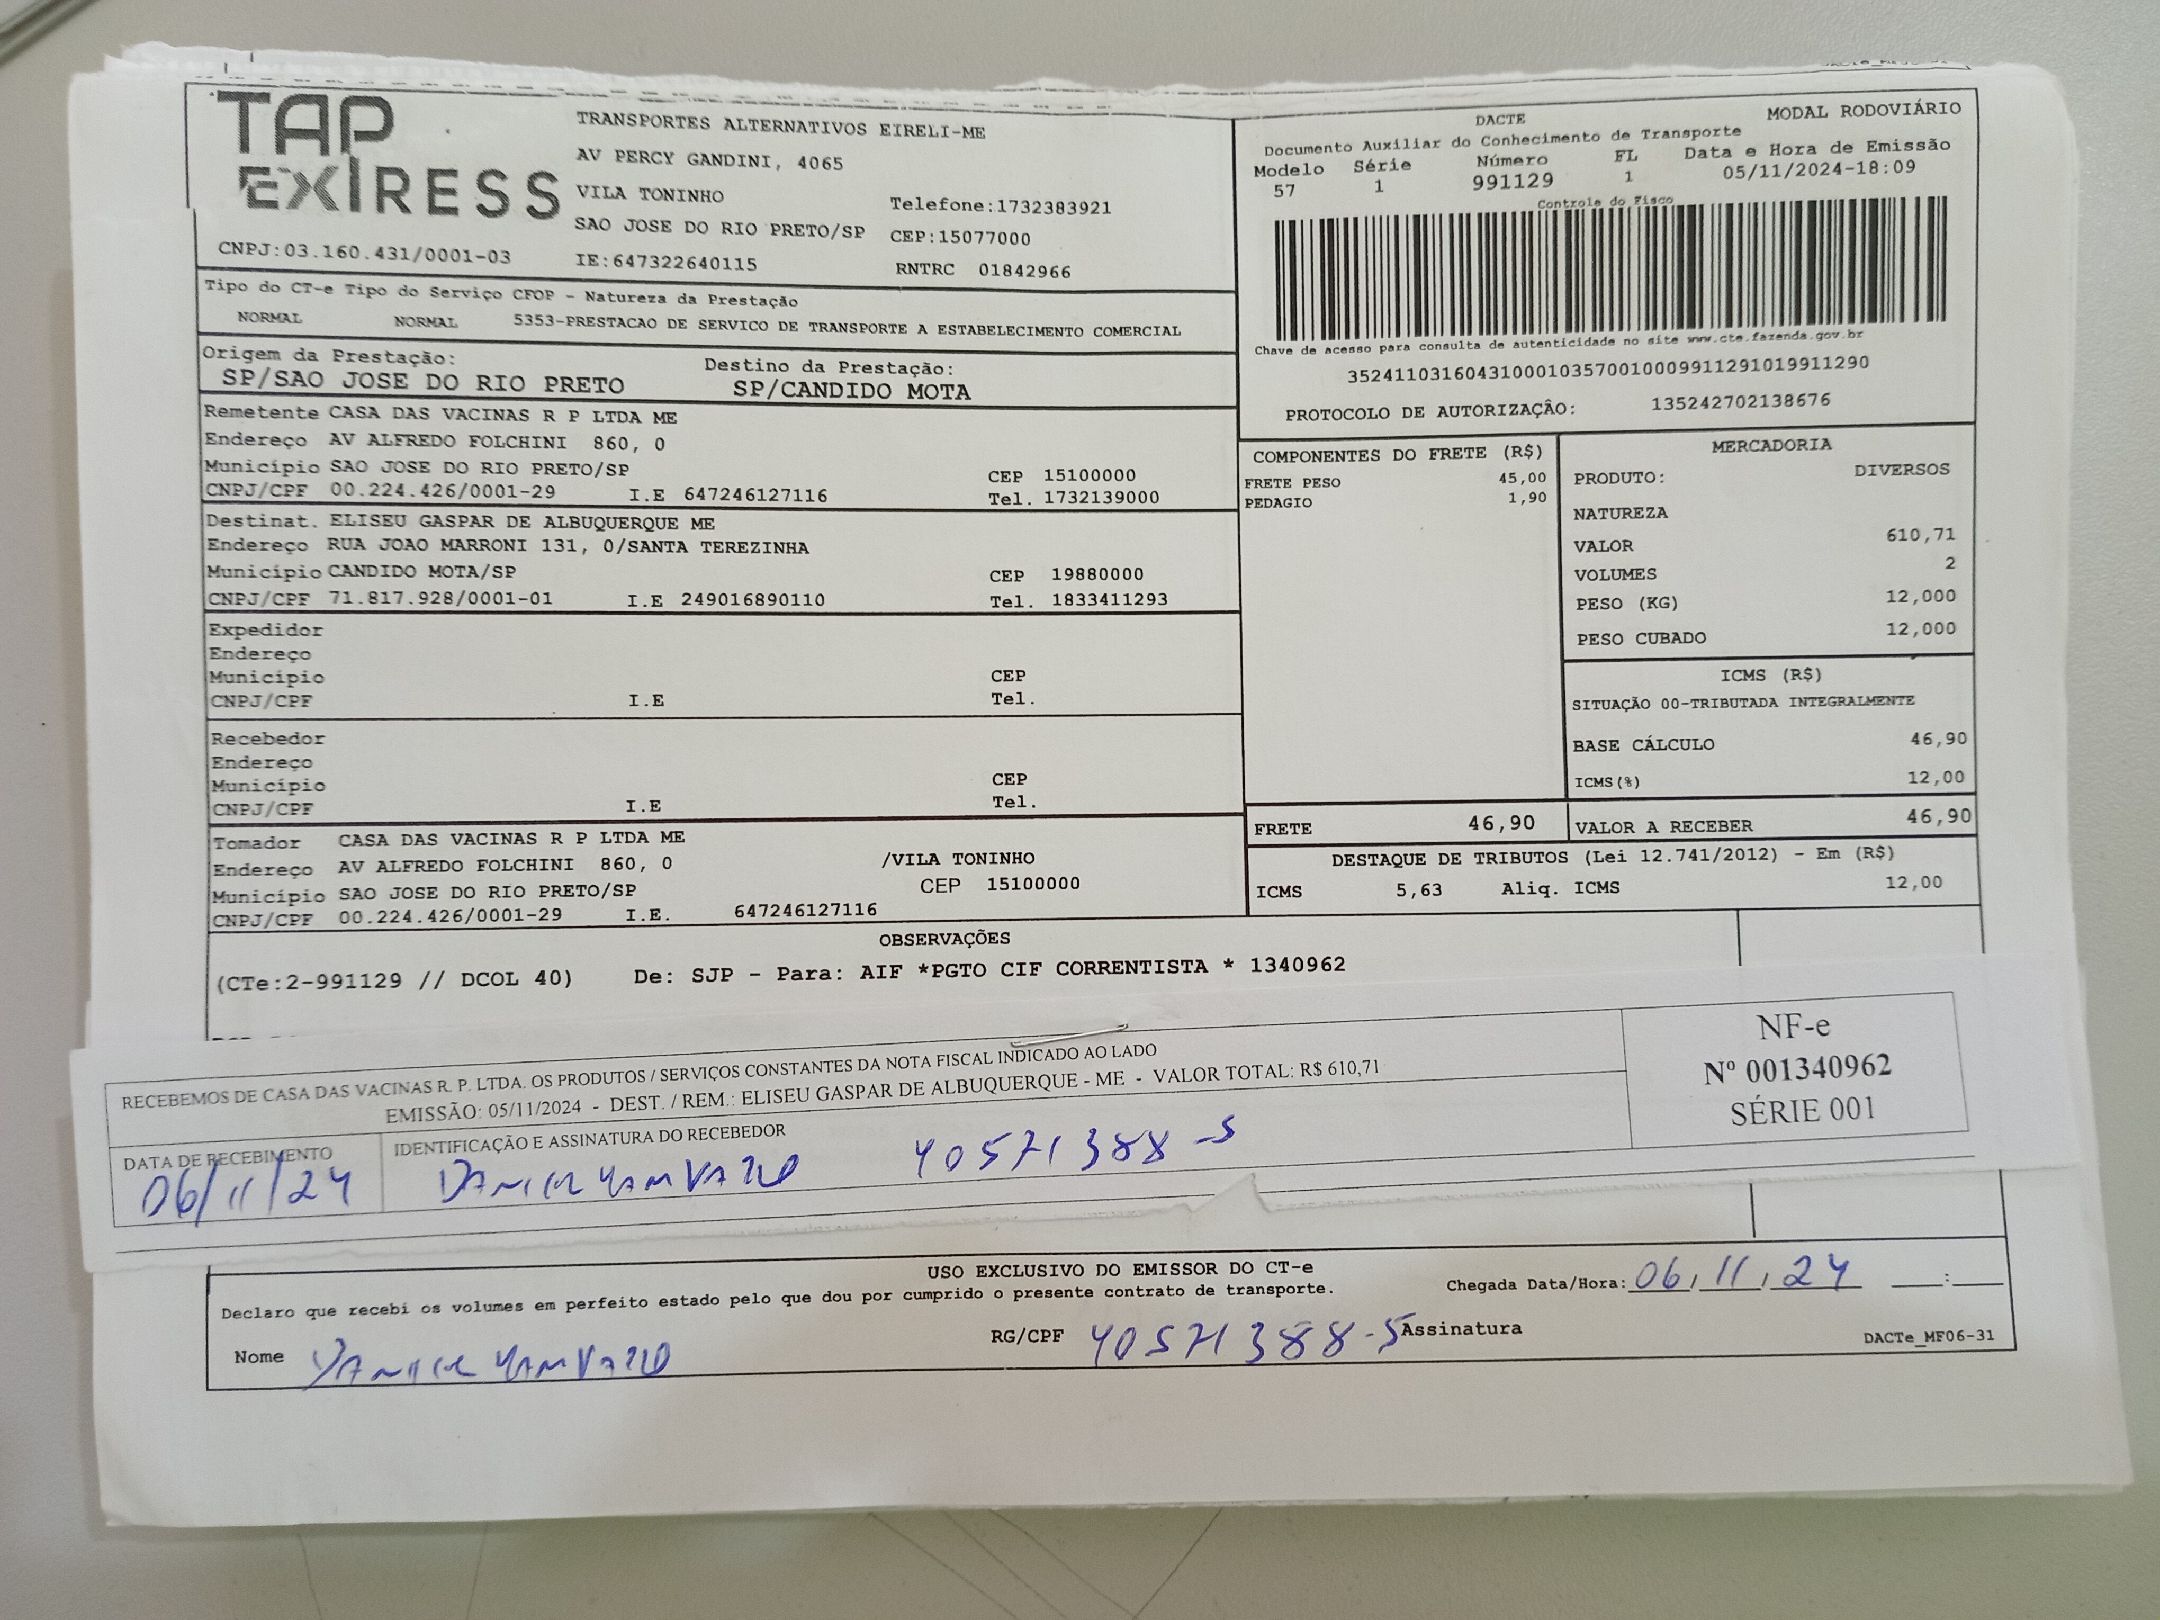 TAP
EXPRESS
TRANSPORTES ALTERNATIVOS EIRELI-ME
AV PERCY GANDINI, 4065
VILA TONINHO
Telefone:1732383921
SAO JOSE DO RIO PRETO/SP CEP:15077000
CNPJ:03.160.431/0001-03 IE:647322640115 RNTRC 01842966
DACTE MODAL RODOVIÁRIO
Documento Auxiliar do Conhecimento de Transporte
Modelo Série Número FL Data e Hora de Emissão
57 1 991129 1 05/11/2024-18:09
Controle do Fisco
Chave de acesso para consulta de autenticidade no site www.cte.fazenda.gov.br
35241103160431000103570010009911291019911290
PROTOCOLO DE AUTORIZAÇÃO: 135242702138676
Tipo do CT-e Tipo do Serviço CFOP - Natureza da Prestação
NORMAL NORMAL 5353-PRESTACAO DE SERVICO DE TRANSPORTE A ESTABELECIMENTO COMERCIAL
Origem da Prestação: Destino da Prestação:
SP/SAO JOSE DO RIO PRETO SP/CANDIDO MOTA
Remetente CASA DAS VACINAS R P LTDA ME
Endereço AV ALFREDO FOLCHINI 860, 0
Município SAO JOSE DO RIO PRETO/SP CEP 15100000
CNPJ/CPF 00.224.426/0001-29 I.E 647246127116 Tel. 1732139000
Destinat. ELISEU GASPAR DE ALBUQUERQUE ME
Endereço RUA JOAO MARRONI 131, 0/SANTA TEREZINHA
Município CANDIDO MOTA/SP CEP 19880000
CNPJ/CPF 71.817.928/0001-01 I.E 249016890110 Tel. 1833411293
Expedidor
Endereço
Município CEP
CNPJ/CPF I.E Tel.
Recebedor
Endereço
Município CEP
CNPJ/CPF I.E Tel.
Tomador CASA DAS VACINAS R P LTDA ME
Endereço AV ALFREDO FOLCHINI 860, 0 /VILA TONINHO
Município SAO JOSE DO RIO PRETO/SP CEP 15100000
CNPJ/CPF 00.224.426/0001-29 I.E. 647246127116
COMPONENTES DO FRETE (R$)
FRETE PESO 45,00
PEDAGIO 1,90
MERCADORIA
PRODUTO: DIVERSOS
NATUREZA
VALOR 610,71
VOLUMES 2
PESO (KG) 12,000
PESO CUBADO 12,000
ICMS (R$)
SITUAÇÃO 00-TRIBUTADA INTEGRALMENTE
BASE CÁLCULO 46,90
ICMS(%) 12,00
FRETE 46,90 VALOR A RECEBER 46,90
DESTAQUE DE TRIBUTOS (Lei 12.741/2012) - Em (R$)
ICMS 5,63 Aliq. ICMS 12,00
OBSERVAÇÕES
(CTe:2-991129 // DCOL 40) De: SJP - Para: AIF *PGTO CIF CORRENTISTA * 1340962
RECEBEMOS DE CASA DAS VACINAS R. P. LTDA. OS PRODUTOS / SERVIÇOS CONSTANTES DA NOTA FISCAL INDICADO AO LADO
EMISSÃO: 05/11/2024 - DEST. / REM.: ELISEU GASPAR DE ALBUQUERQUE - ME - VALOR TOTAL: R$ 610,71
NF-e
Nº 001340962
SÉRIE 001
DATA DE RECEBIMENTO IDENTIFICAÇÃO E ASSINATURA DO RECEBEDOR
06/11/24 40571388-5
USO EXCLUSIVO DO EMISSOR DO CT-e
Declaro que recebi os volumes em perfeito estado pelo que dou por cumprido o presente contrato de transporte.
Chegada Data/Hora: 06/11/24 __:__
Nome RG/CPF 40571388-5 Assinatura DACTe_MF06-31